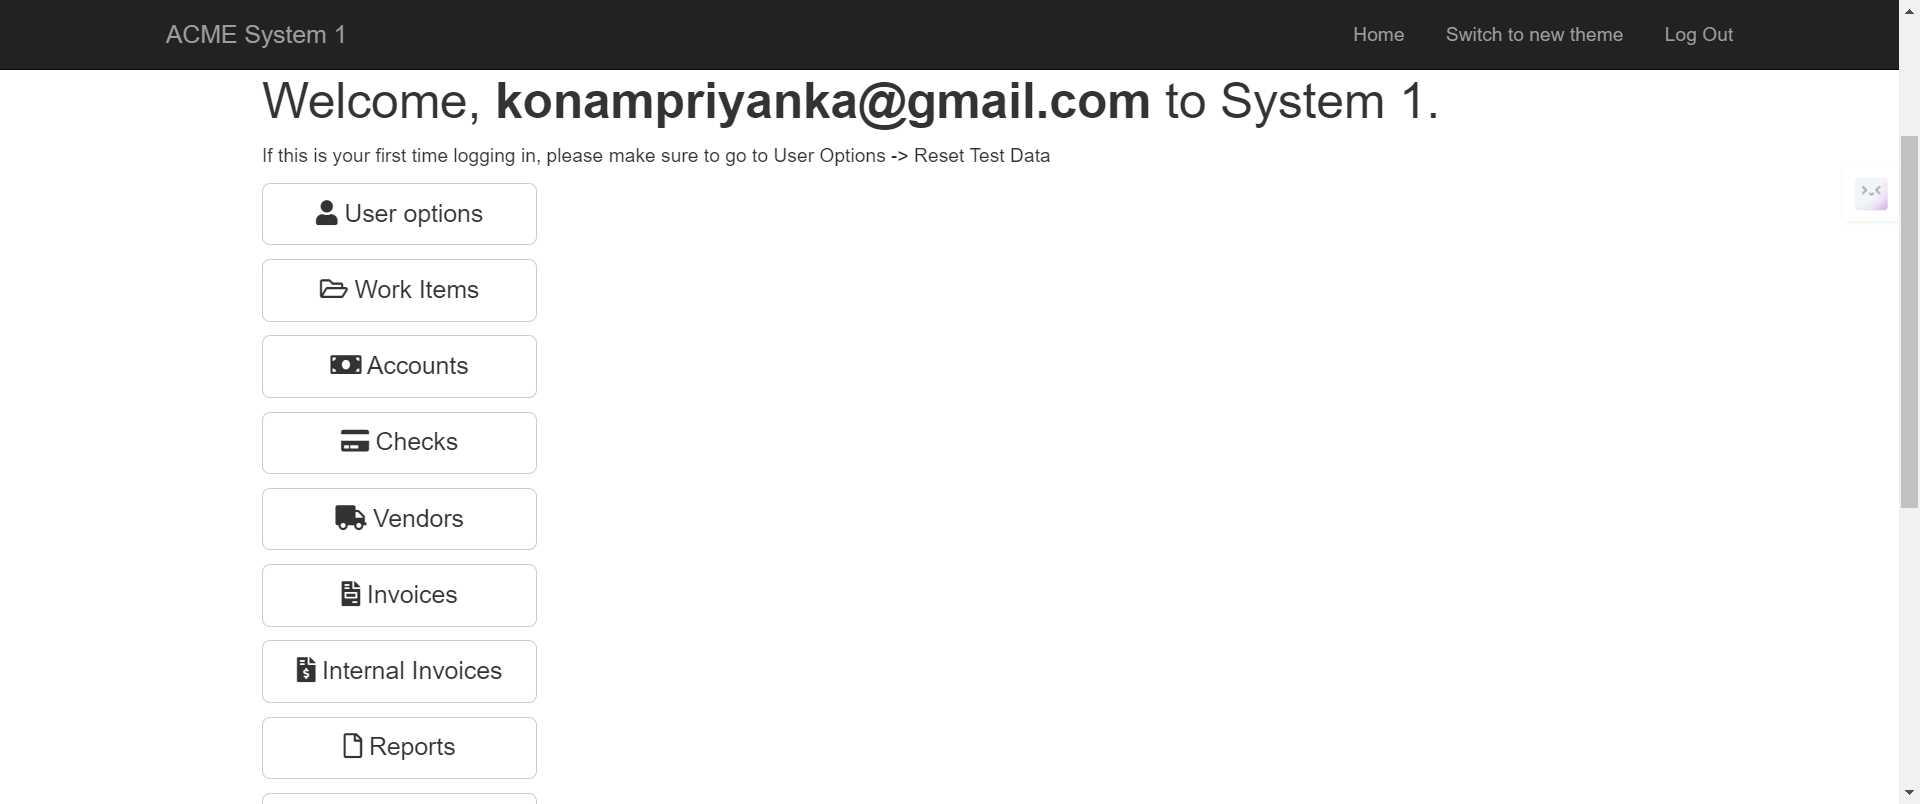 ACME System 1
Home
Switch to new theme
Log Out
Welcome, konampriyanka@gmail.com to System 1.
If this is your first time logging in, please make sure to go to User Options -> Reset Test Data
User options
Work Items
Accounts
Checks
Vendors
Invoices
Internal Invoices
Reports